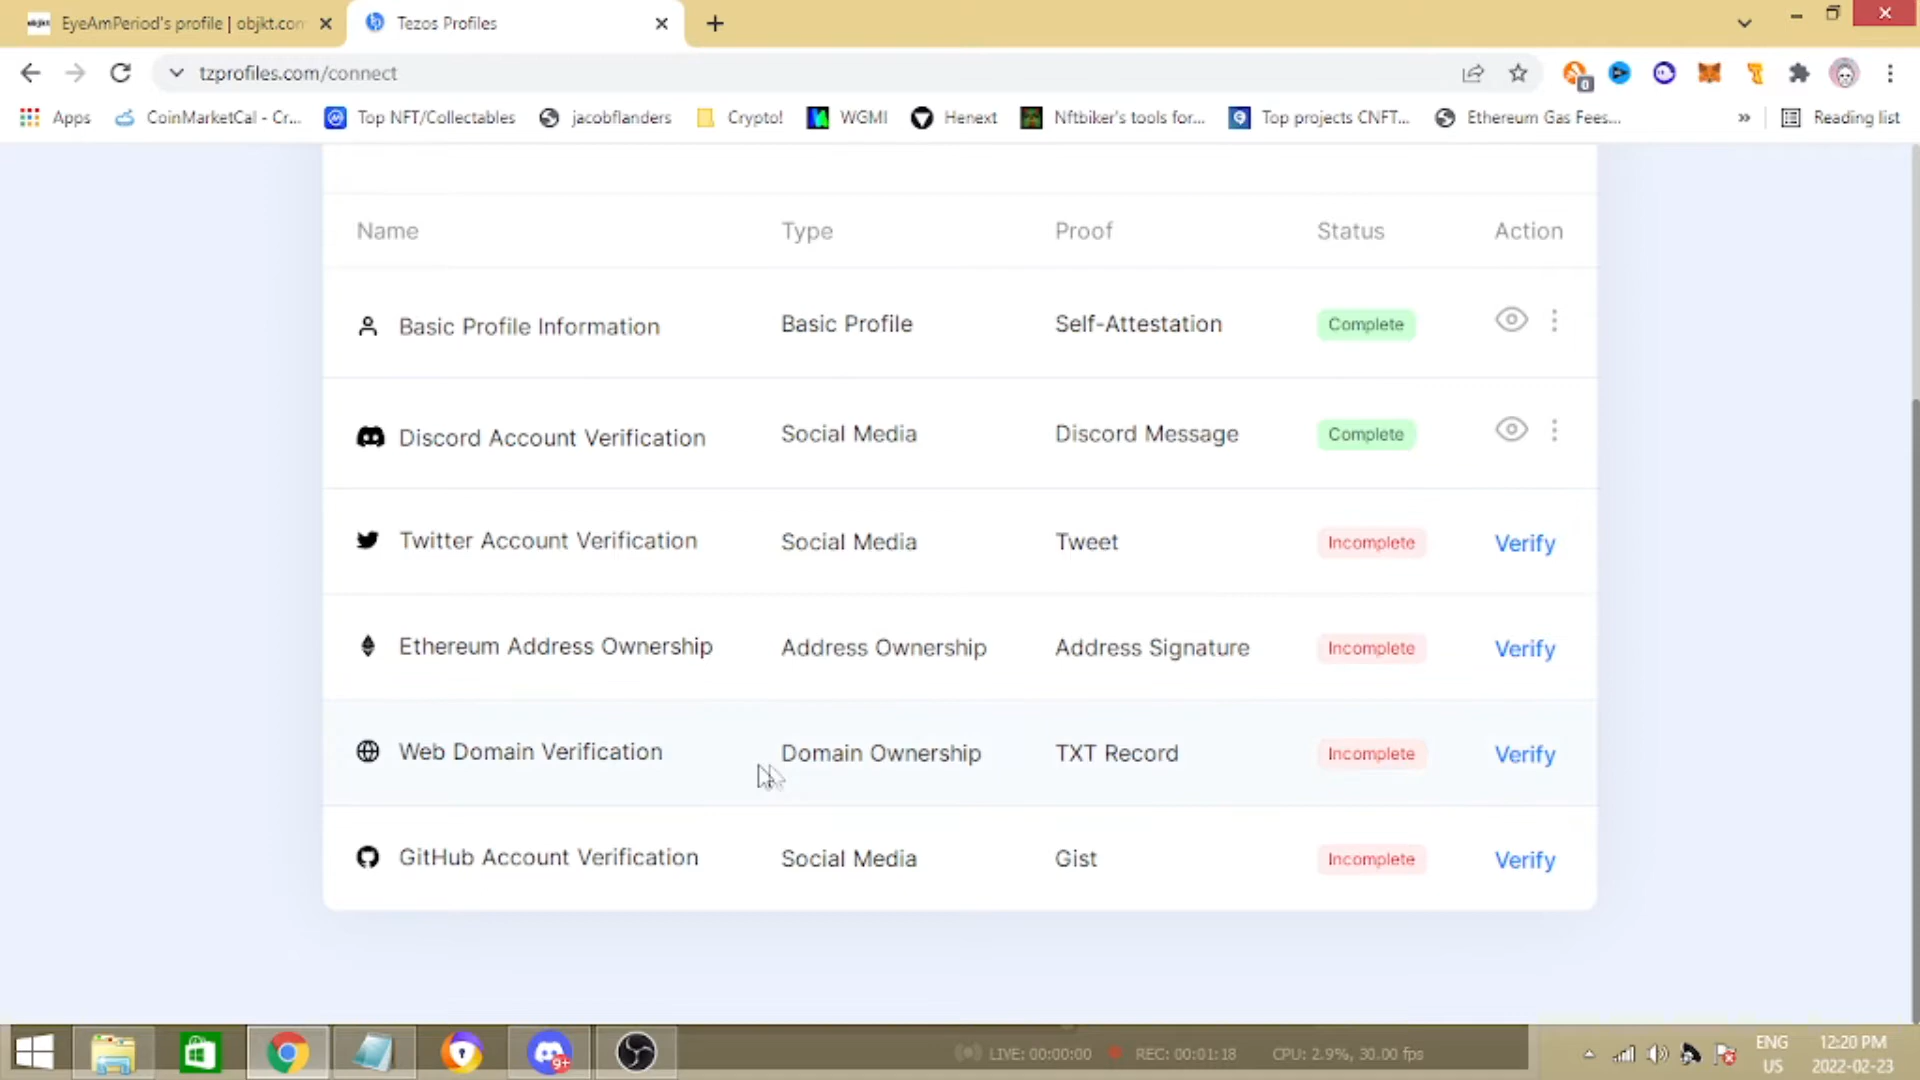 EyeAmPeriod's profile | objkt.con
Tezos Profiles
tzprofiles.com/connect
0
Apps
CoinMarketCal - Cr...
Top NFT/Collectables
jacobflanders
Crypto!
WGMI
Henext
Nftbiker's tools for...
Top projects CNFT...
Ethereum Gas Fees...
»
Reading list
Name Type Proof Status Action
Basic Profile Information Basic Profile Self-Attestation Complete
Discord Account Verification Social Media Discord Message Complete
Twitter Account Verification Social Media Tweet Incomplete Verify
Ethereum Address Ownership Address Ownership Address Signature Incomplete Verify
Web Domain Verification Domain Ownership TXT Record Incomplete Verify
GitHub Account Verification Social Media Gist Incomplete Verify
9+
LIVE: 00:00:00 REC: 00:01:18 CPU: 2.9%, 30.00 fps
ENG
US
12:20 PM
2022-02-23